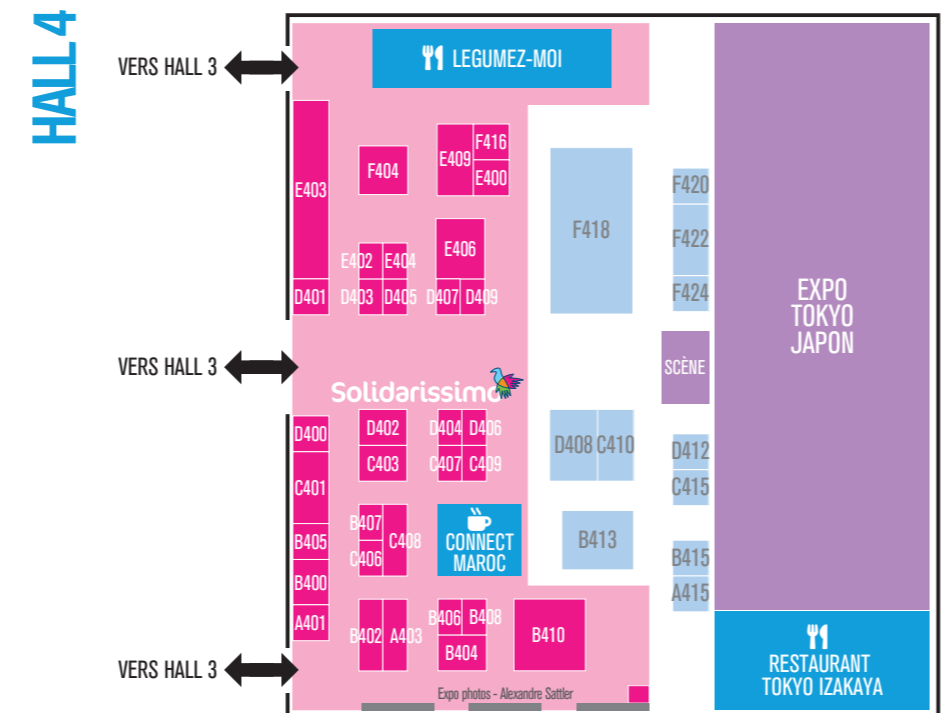 HALL 4
VERS HALL 3
LEGUMEZ-MOI
E403
F404
E409
F416
E400
F418
F420
F422
F424
E402
E404
E406
D401
D403
D405
D407
D409
EXPO
TOKYO
JAPON
VERS HALL 3
SCÈNE
Solidarissimo
D400
D402
D404
D406
C403
C407
C409
D408
C410
D412
C415
C401
B407
C406
C408
CONNECT
MAROC
B413
B405
B400
B415
A415
A401
B402
A403
B406
B408
B404
B410
VERS HALL 3
RESTAURANT
TOKYO IZAKAYA
Expo photos - Alexandre Sattler